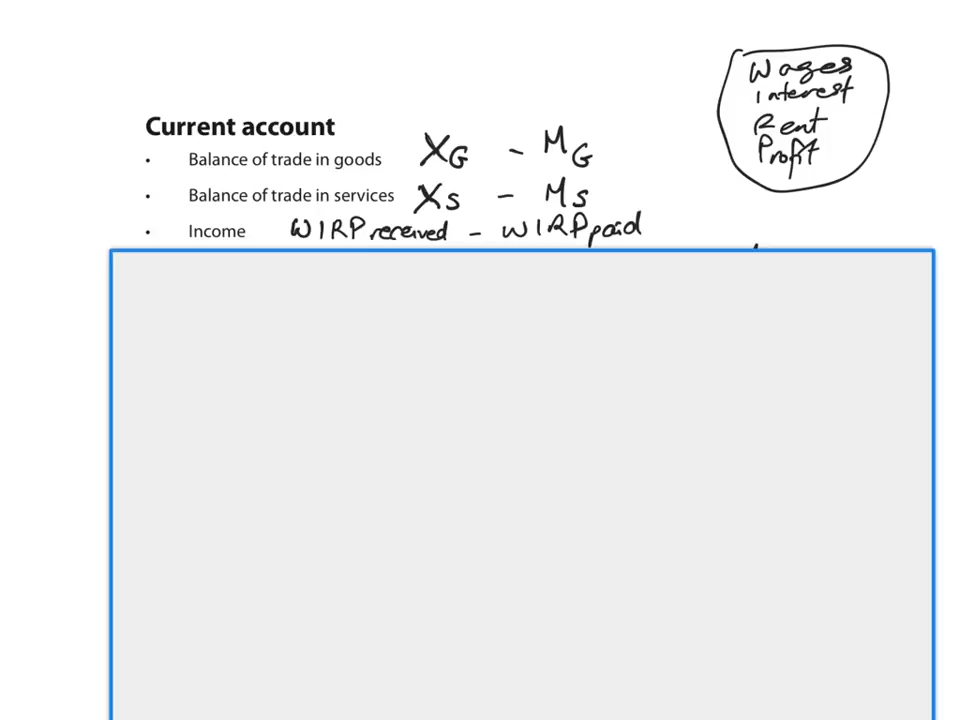 Wages
Interest
Rent
Profit
Current account
• Balance of trade in goods XG - MG
• Balance of trade in services Xs - Ms
• Income WIRP received - WIRP paid